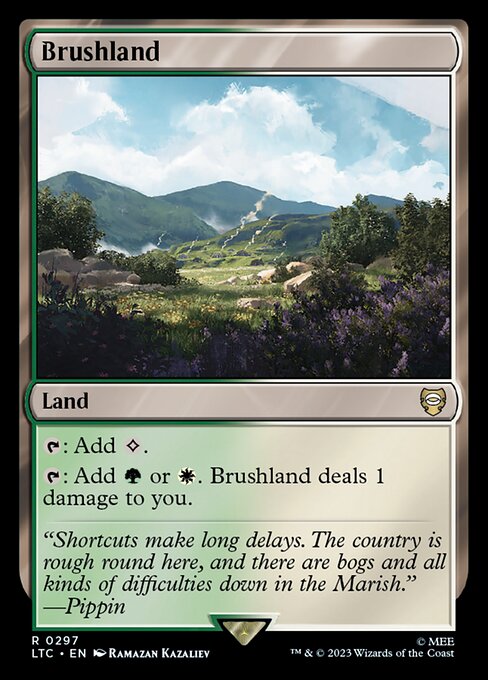 Brushland
Land
: Add .
: Add or . Brushland deals 1
damage to you.
“Shortcuts make long delays. The country is
rough round here, and there are bogs and all
kinds of difficulties down in the Marish.”
—Pippin
R 0297
LTC • EN Ramazan Kazaliev
© MEE
™ & © 2023 Wizards of the Coast